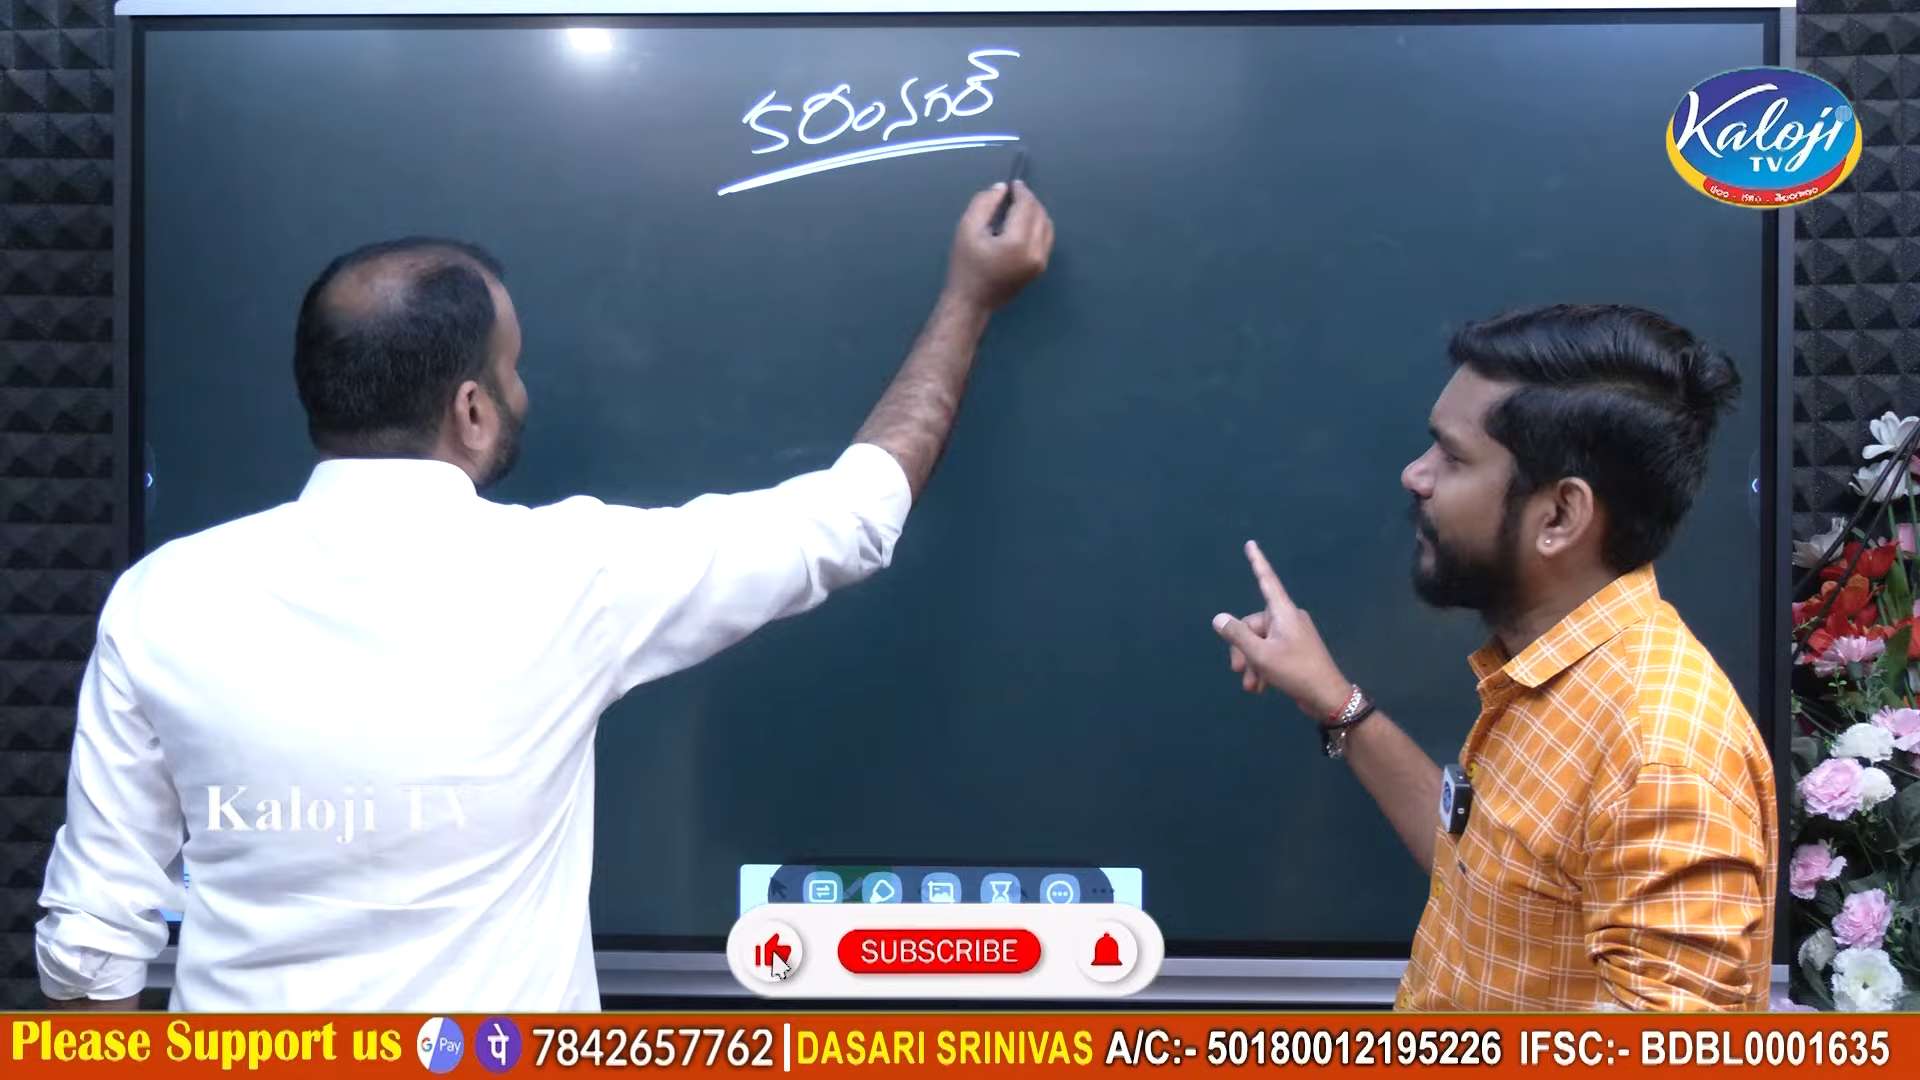 కరీంనగర్
Kaloji
TV
Kaloji TV
SUBSCRIBE
Please Support us G Pay पे 7842657762 | DASARI SRINIVAS A/C:- 50180012195226 IFSC:- BDBL0001635